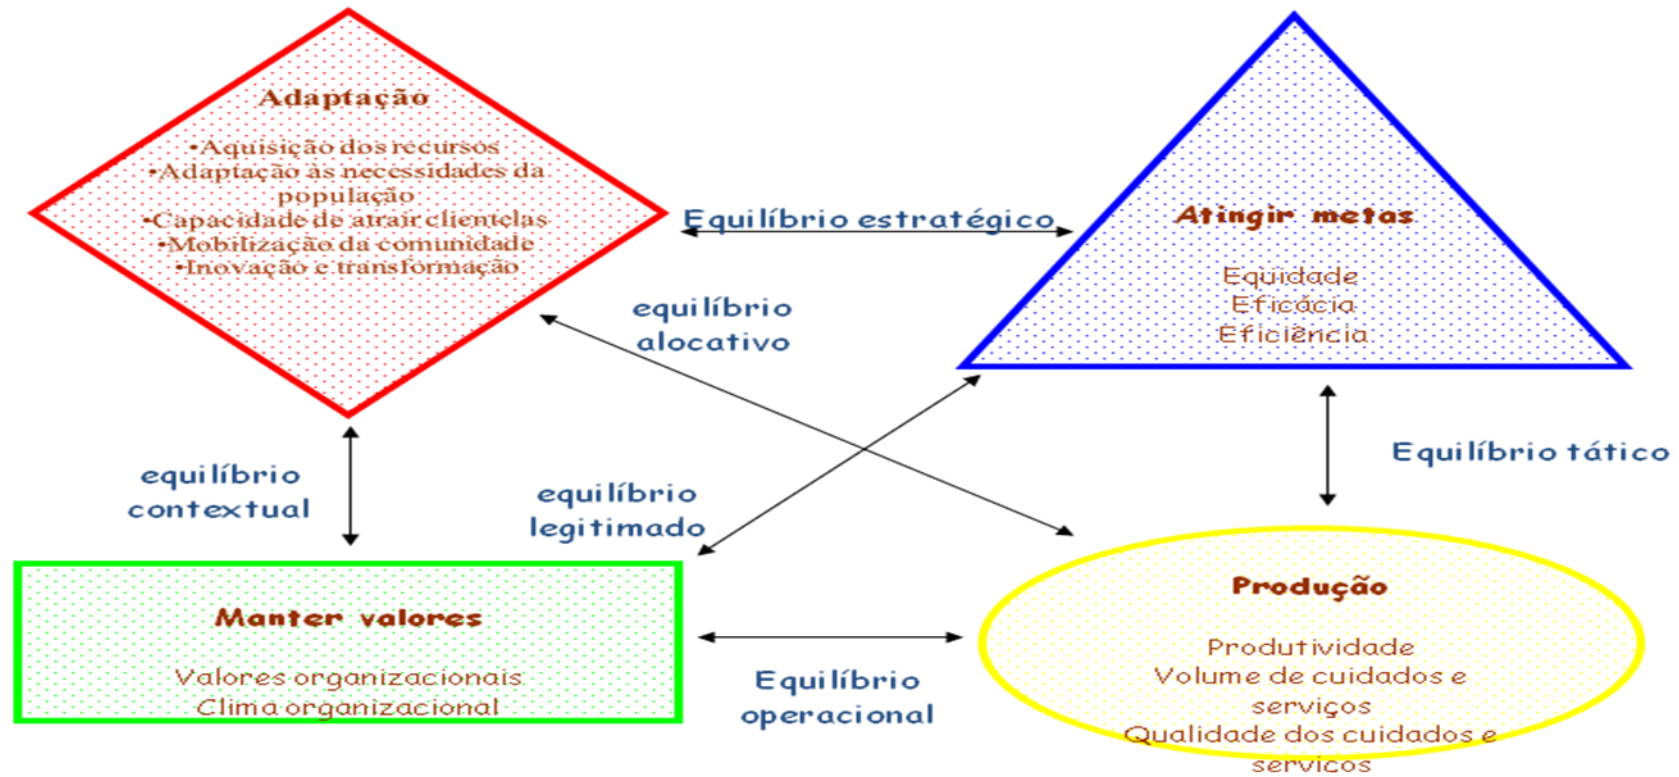 Adaptação
•Aquisição dos recursos
•Adaptação às necessidades da
população
•Capacidade de atrair clientelas
•Mobilização da comunidade
•Inovação e transformação
Equilíbrio estratégico
Atingir metas
Equidade
Eficácia
Eficiência
equilíbrio
alocativo
equilíbrio
contextual
equilíbrio
legitimado
Equilíbrio tático
Manter valores
Valores organizacionais
Clima organizacional
Equilíbrio
operacional
Produção
Produtividade
Volume de cuidados e
serviços
Qualidade dos cuidados e
serviços